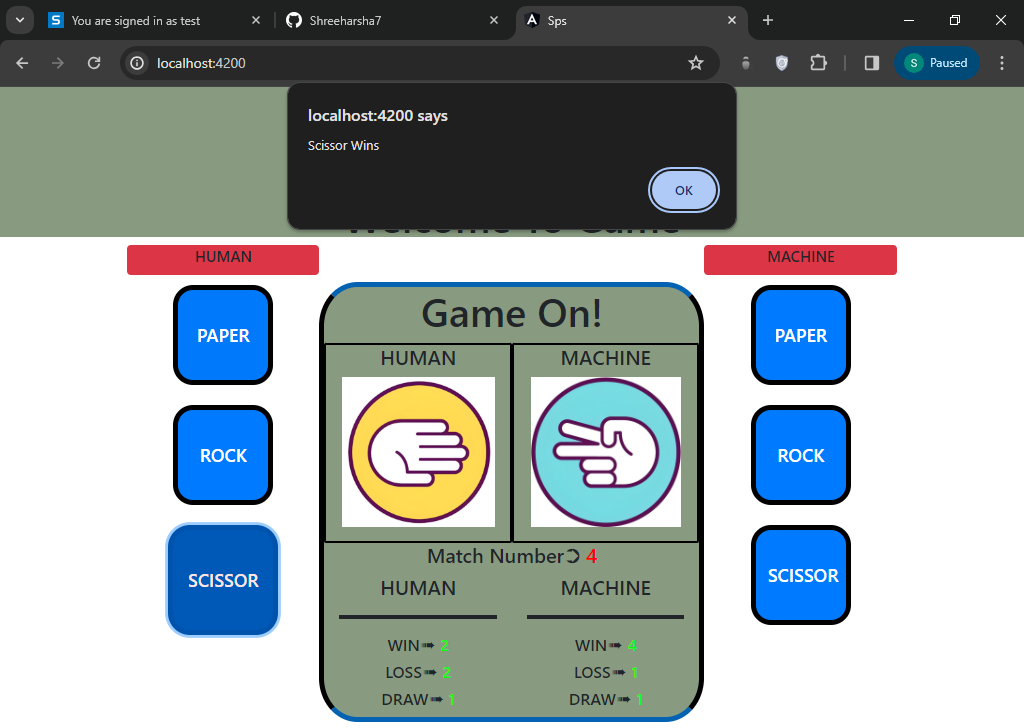 You are signed in as test
Shreeharsha7
Sps
localhost:4200
S Paused
localhost:4200 says
Scissor Wins
OK
Welcome To Game
HUMAN
MACHINE
PAPER
ROCK
SCISSOR
Game On!
HUMAN MACHINE
Match Number➲ 4
HUMAN MACHINE
WIN➠ 2 WIN➠ 4
LOSS➠ 2 LOSS➠ 1
DRAW➠ 1 DRAW➠ 1
PAPER
ROCK
SCISSOR